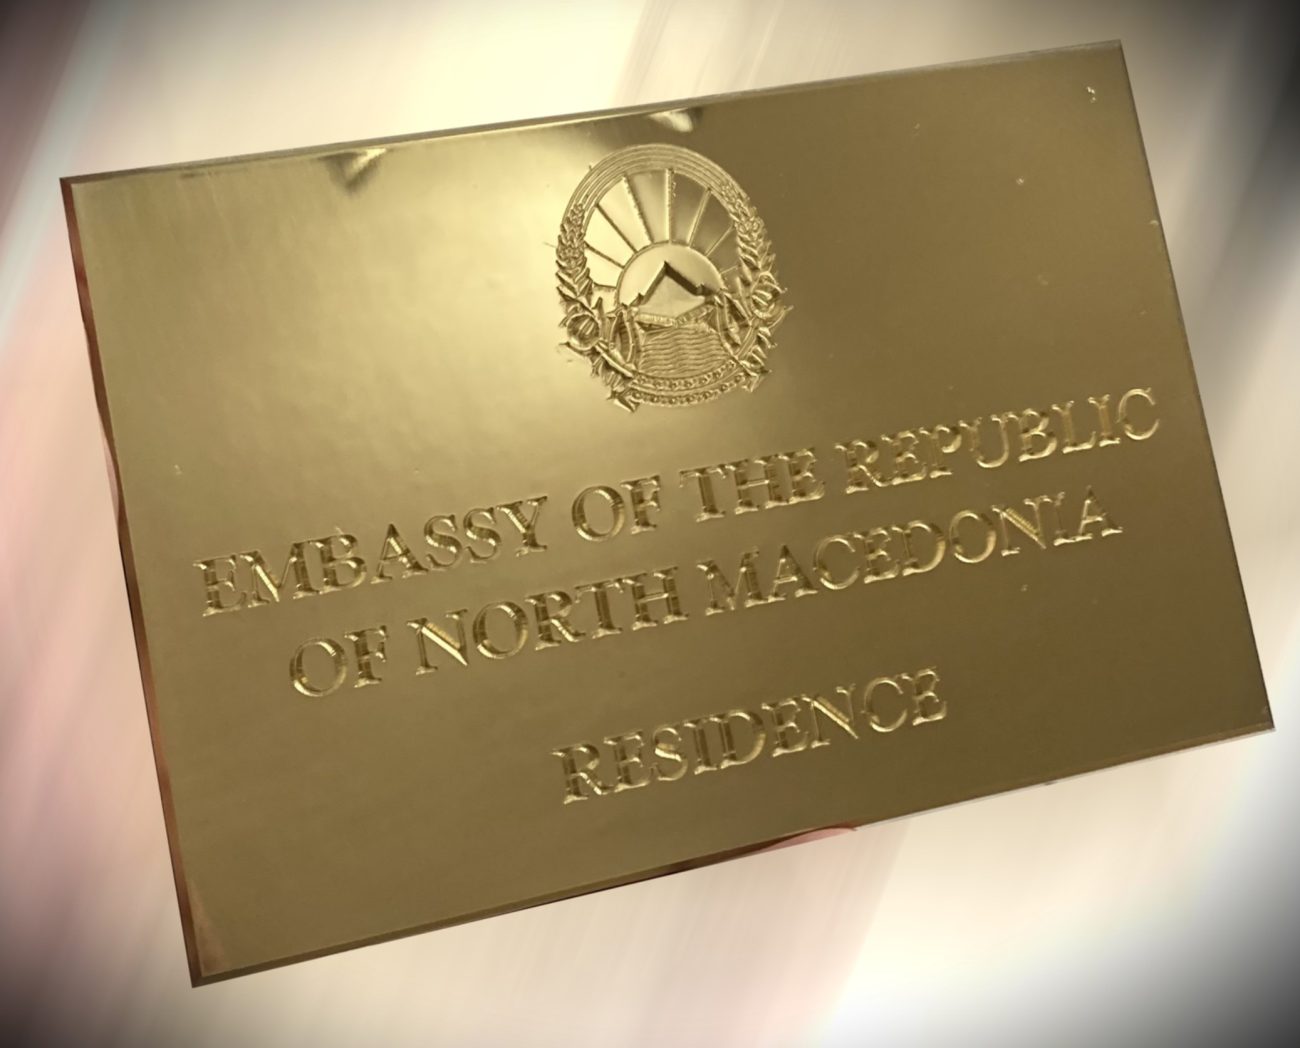 EMBASSY OF THE REPUBLIC
OF NORTH MACEDONIA
RESIDENCE